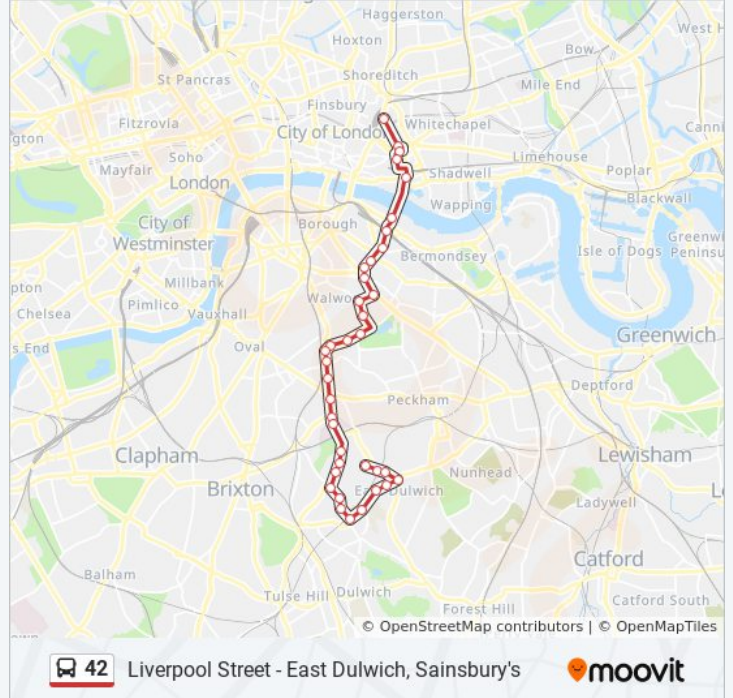 Haggerston
West H
Hoxton
Bow
Shoreditch
St Pancras
Mile End
Finsbury
ngton
Fitzrovia
City of London
Whitechapel
Canni
Soho
Limehouse
Mayfair
Poplar
London
Shadwell
Blackwall
Wapping
City of
Westminster
Borough
Greenwi
Peninsu
Bermondsey
Isle of Dogs
pton
Millbank
Walwo
Chelsea
Pimlico
Vauxhall
Greenwich
s End
Oval
Deptford
Peckham
Clapham
Lewisham
Nunhead
Brixton
East Dulwich
Ladywell
Catford
Balham
Tulse Hill
Dulwich
Catford South
Forest Hill
© OpenStreetMap contributors | © OpenMapTiles
42 Liverpool Street - East Dulwich, Sainsbury's moovit